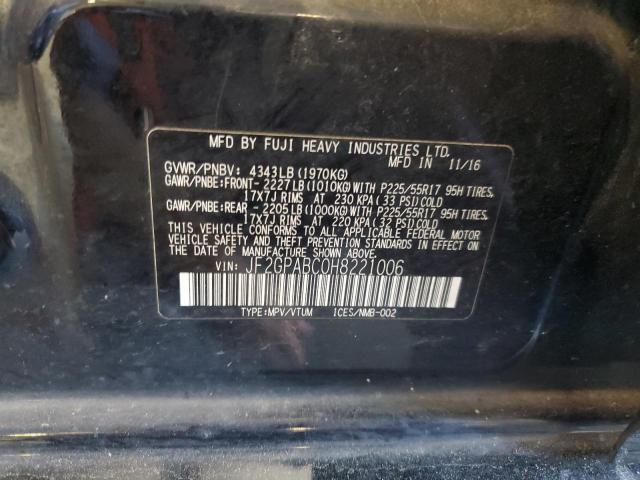 MFD BY FUJI HEAVY INDUSTRIES LTD.
MFD. IN 11/16
GVWR/PNBV: 4343LB(1970KG)
GAWR/PNBE:FRONT-2227LB(1010KG)WITH P225/55R17 95H TIRES,
17X7J RIMS AT 230 KPA(33 PSI)COLD
GAWR/PNBE:REAR -2205LB(1000KG)WITH P225/55R17 95H TIRES,
17X7J RIMS AT 220 KPA(32 PSI)COLD
THIS VEHICLE CONFORMS TO ALL APPLICABLE FEDERAL MOTOR
VEHICLE SAFETY AND THEFT PREVENTION STANDARDS IN EFFECT ON
THE DATE OF MANUFACTURE SHOWN ABOVE.
VIN: JF2GPABC0H8221006
TYPE:MPV/VTUM ICES/NMB-002